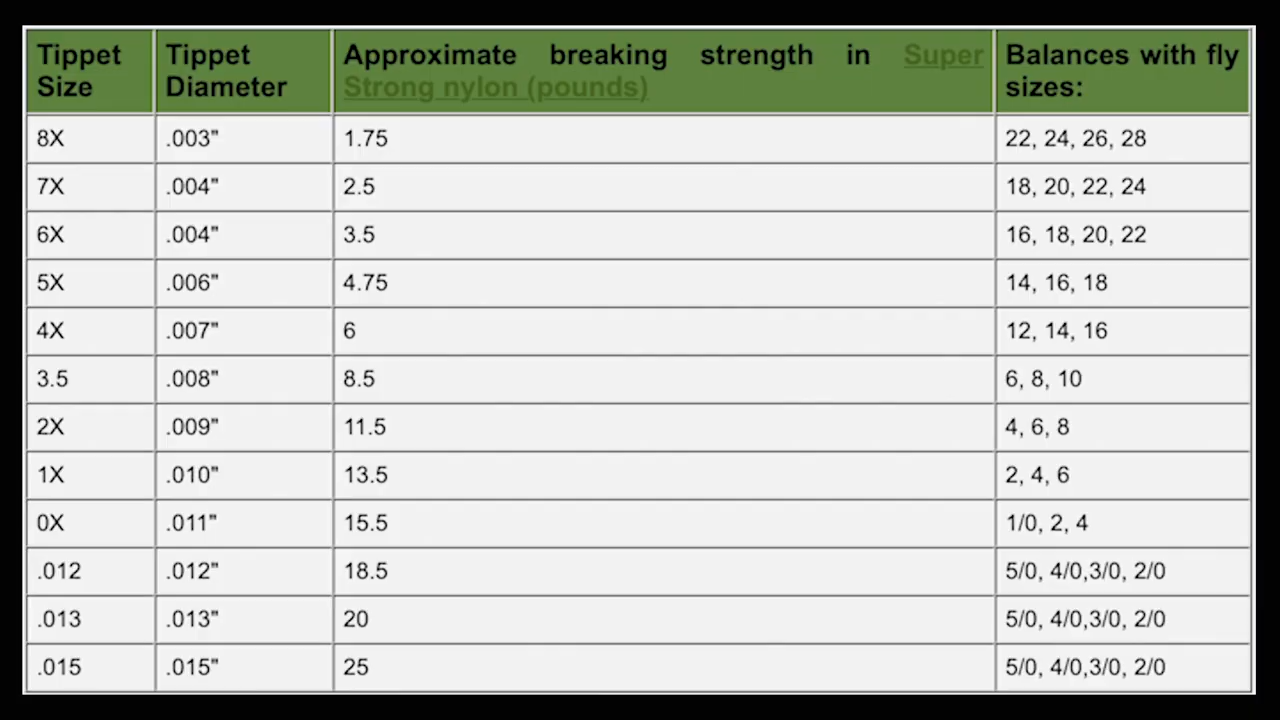 Tippet Size | Tippet Diameter | Approximate breaking strength in Super Strong nylon (pounds) | Balances with fly sizes:
8X | .003" | 1.75 | 22, 24, 26, 28
7X | .004" | 2.5 | 18, 20, 22, 24
6X | .004" | 3.5 | 16, 18, 20, 22
5X | .006" | 4.75 | 14, 16, 18
4X | .007" | 6 | 12, 14, 16
3.5 | .008" | 8.5 | 6, 8, 10
2X | .009" | 11.5 | 4, 6, 8
1X | .010" | 13.5 | 2, 4, 6
0X | .011" | 15.5 | 1/0, 2, 4
.012 | .012" | 18.5 | 5/0, 4/0,3/0, 2/0
.013 | .013" | 20 | 5/0, 4/0,3/0, 2/0
.015 | .015" | 25 | 5/0, 4/0,3/0, 2/0